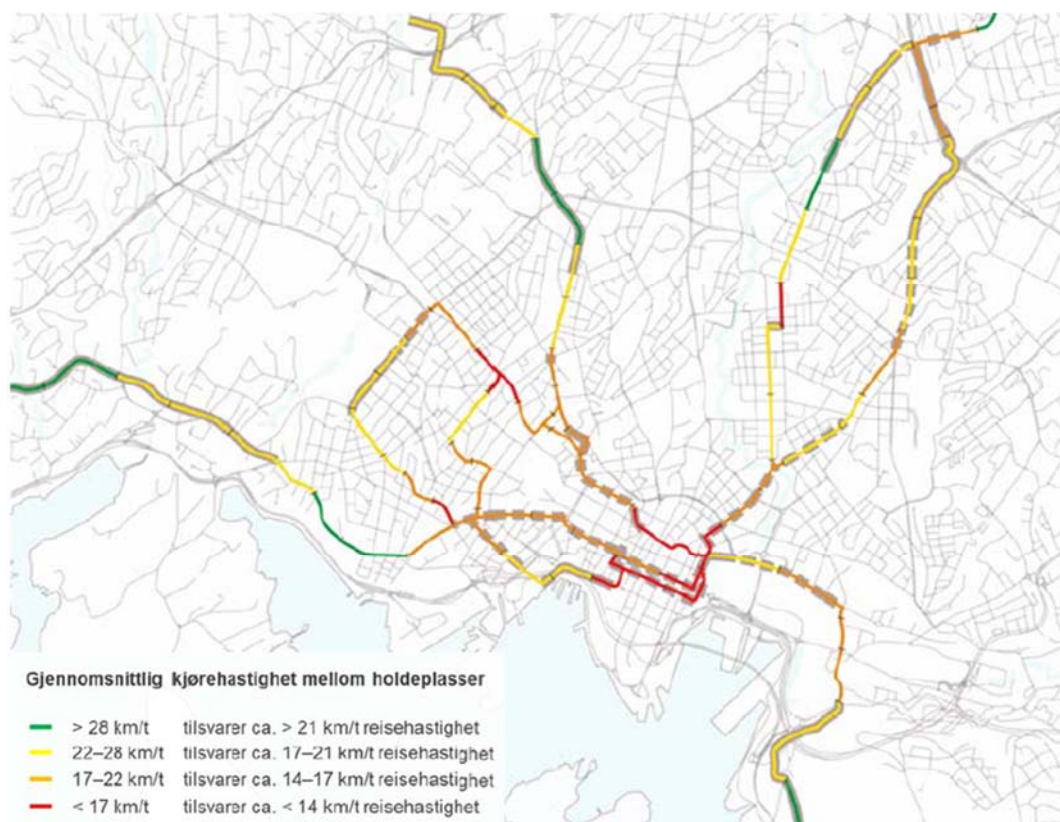 Gjennomsnittlig kjørehastighet mellom holdeplasser
> 28 km/t tilsvarer ca. > 21 km/t reisehastighet
22–28 km/t tilsvarer ca. 17–21 km/t reisehastighet
17–22 km/t tilsvarer ca. 14–17 km/t reisehastighet
< 17 km/t tilsvarer ca. < 14 km/t reisehastighet